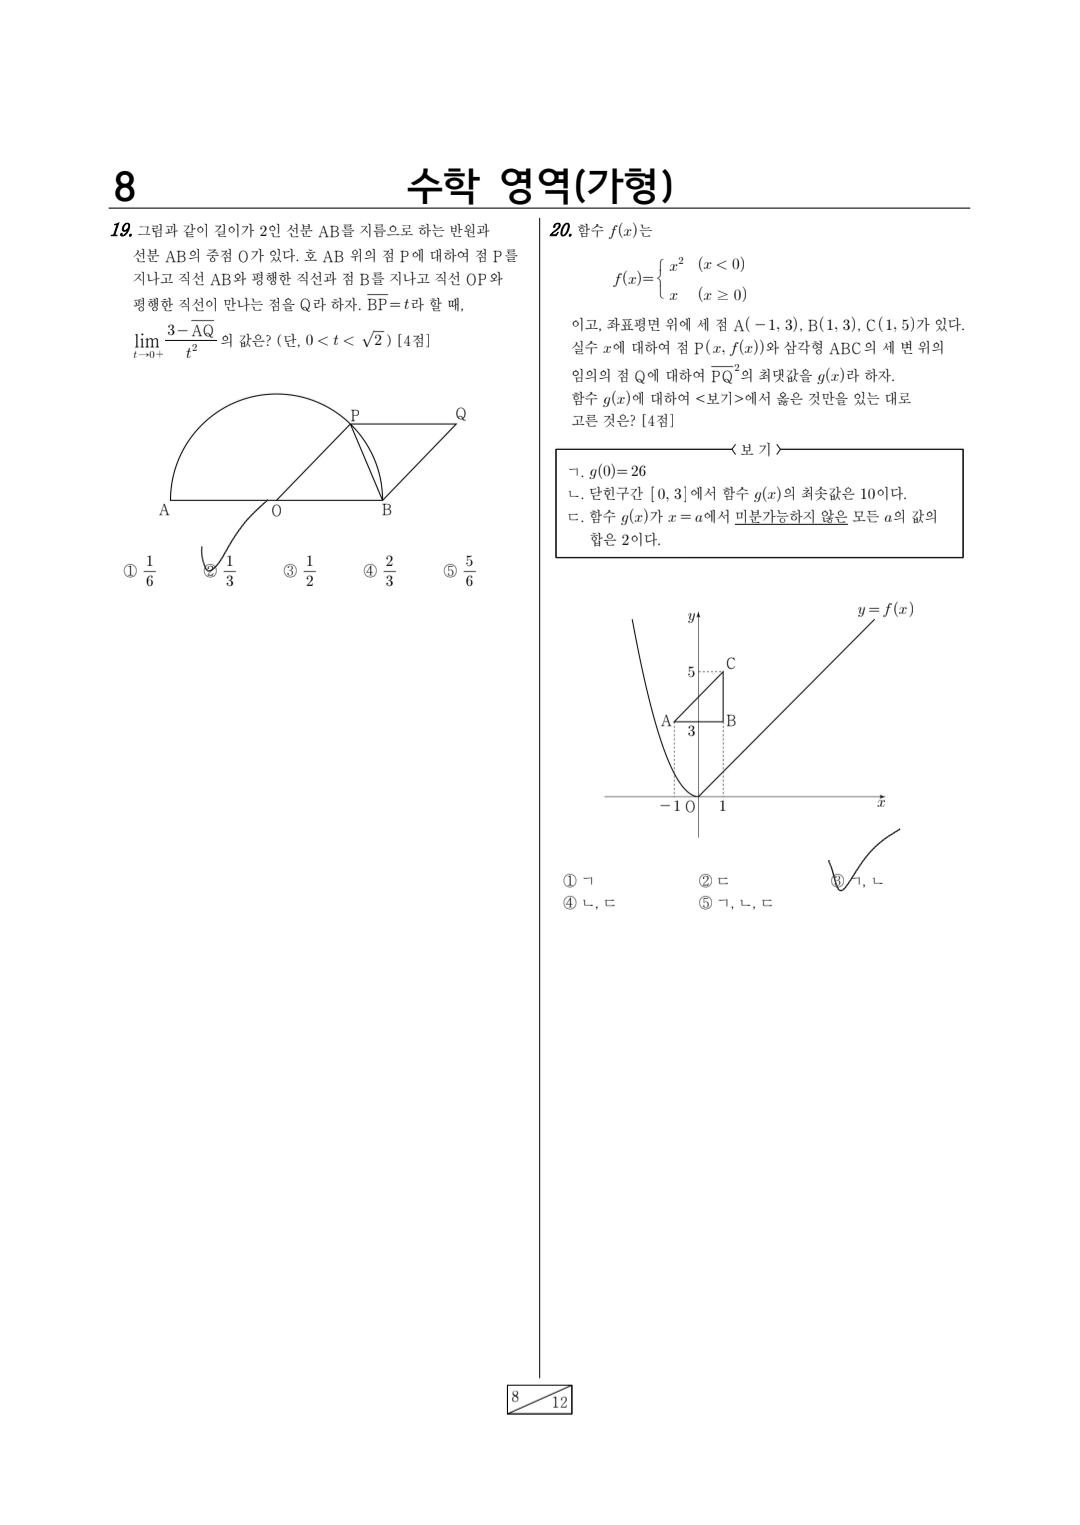 8
수학 영역(가형)
19. 그림과 같이 길이가 2인 선분 AB를 지름으로 하는 반원과
선분 AB의 중점 O가 있다. 호 AB 위의 점 P에 대하여 점 P를
지나고 직선 AB와 평행한 직선과 점 B를 지나고 직선 OP와
평행한 직선이 만나는 점을 Q라 하자. \overline{BP}=t라 할 때,
\lim_{t→0+} \frac{3-\overline{AQ}}{t^2} 의 값은? (단, 0<t<√2) [4점]
P
Q
A
O
B
① 1/6 ② 1/3 ③ 1/2 ④ 2/3 ⑤ 5/6
20. 함수 f(x)는
f(x)={ x² (x<0)
x (x≥0)
이고, 좌표평면 위에 세 점 A(-1, 3), B(1, 3), C(1, 5)가 있다.
실수 x에 대하여 점 P(x, f(x))와 삼각형 ABC의 세 변 위의
임의의 점 Q에 대하여 \overline{PQ}²의 최댓값을 g(x)라 하자.
함수 g(x)에 대하여 <보기>에서 옳은 것만을 있는 대로
고른 것은? [4점]
<보 기>
ㄱ. g(0)=26
ㄴ. 닫힌구간 [0, 3]에서 함수 g(x)의 최솟값은 10이다.
ㄷ. 함수 g(x)가 x=a에서 미분가능하지 않은 모든 a의 값의
합은 2이다.
y
y=f(x)
5
C
A
B
3
-1
O
1
x
① ㄱ ② ㄷ ③ ㄱ, ㄴ
④ ㄴ, ㄷ ⑤ ㄱ, ㄴ, ㄷ
8
12